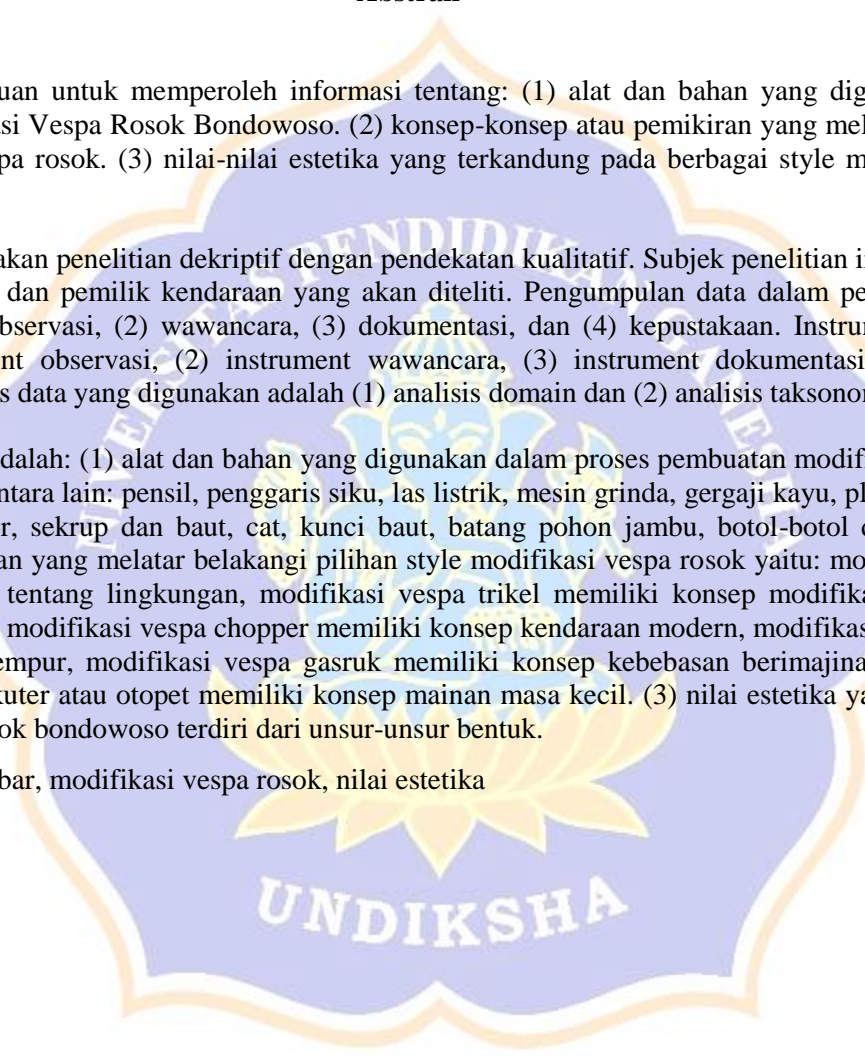 Abstrak
uan untuk memperoleh informasi tentang: (1) alat dan bahan yang dig
si Vespa Rosok Bondowoso. (2) konsep-konsep atau pemikiran yang mel
pa rosok. (3) nilai-nilai estetika yang terkandung pada berbagai style m
akan penelitian dekriptif dengan pendekatan kualitatif. Subjek penelitian i
dan pemilik kendaraan yang akan diteliti. Pengumpulan data dalam pe
bservasi, (2) wawancara, (3) dokumentasi, dan (4) kepustakaan. Instru
nt observasi, (2) instrument wawancara, (3) instrument dokumentasi
s data yang digunakan adalah (1) analisis domain dan (2) analisis taksono
dalah: (1) alat dan bahan yang digunakan dalam proses pembuatan modif
ntara lain: pensil, penggaris siku, las listrik, mesin grinda, gergaji kayu, pl
r, sekrup dan baut, cat, kunci baut, batang pohon jambu, botol-botol
an yang melatar belakangi pilihan style modifikasi vespa rosok yaitu: mo
tentang lingkungan, modifikasi vespa trikel memiliki konsep modifik
modifikasi vespa chopper memiliki konsep kendaraan modern, modifikas
empur, modifikasi vespa gasruk memiliki konsep kebebasan berimajina
kuter atau otopet memiliki konsep mainan masa kecil. (3) nilai estetika ya
ok bondowoso terdiri dari unsur-unsur bentuk.
bar, modifikasi vespa rosok, nilai estetika
UNIVERSITAS PENDIDIKAN GANESHA
UNDIKSHA